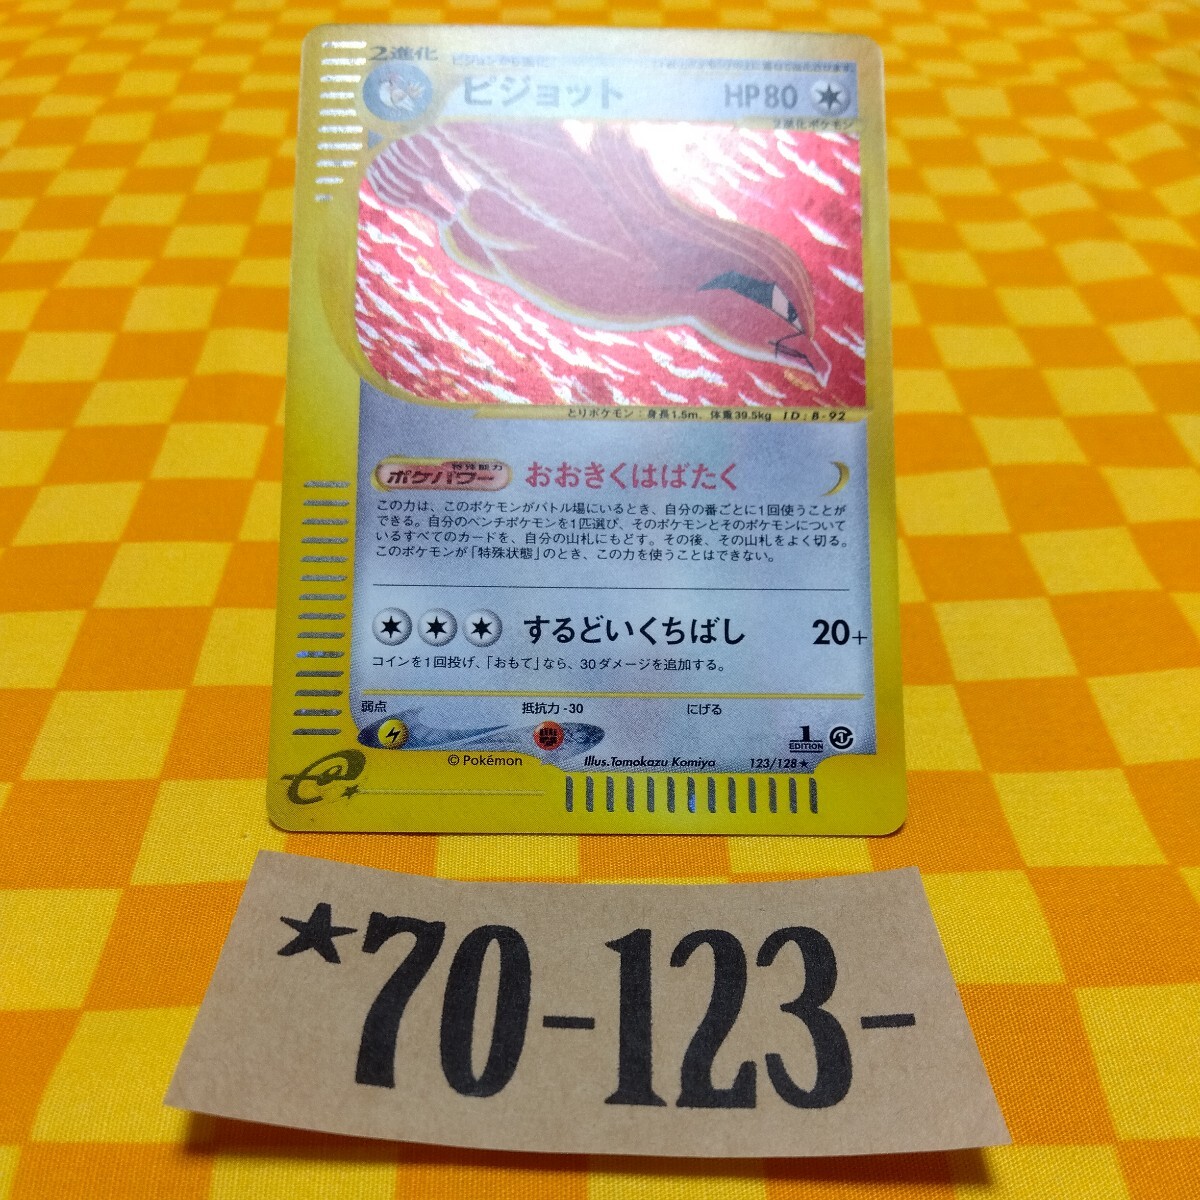 2進化
ピジョット HP80
2進化ポケモン
とりポケモン:身長1.5m、体重39.5kg ID:B-92
特殊能力
ポケパワー おおきくはばたく
この力は、このポケモンがバトル場にいるとき、自分の番ごとに1回使うことが
できる。自分のベンチポケモンを1匹選び、そのポケモンとそのポケモンについて
いるすべてのカードを、自分の山札にもどす。その後、その山札をよく切る。
このポケモンが「特殊状態」のとき、この力を使うことはできない。
するどいくちばし 20+
コインを1回投げ、「おもて」なら、30ダメージを追加する。
弱点 抵抗力-30 にげる
1 EDITION
© Pokémon Illus.Tomokazu Komiya 123/128★
e
★70-123-